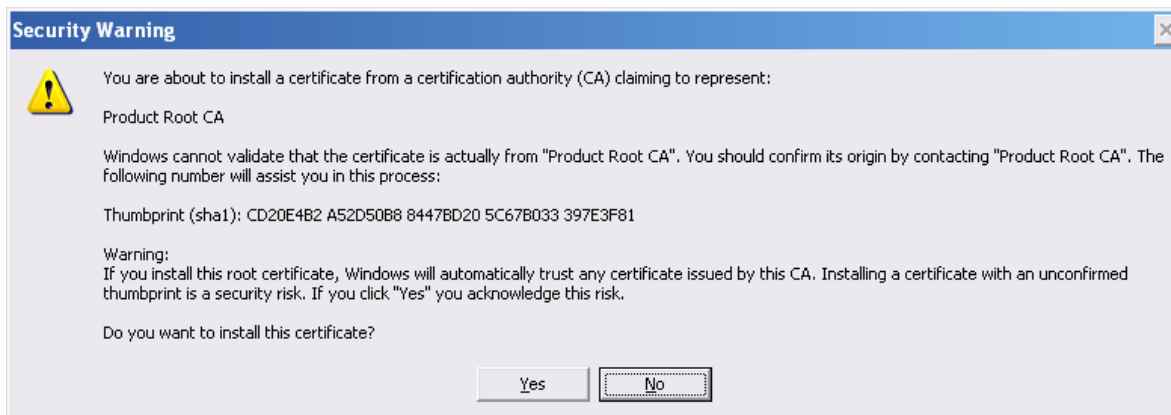 Security Warning
You are about to install a certificate from a certification authority (CA) claiming to represent:
Product Root CA
Windows cannot validate that the certificate is actually from "Product Root CA". You should confirm its origin by contacting "Product Root CA". The
following number will assist you in this process:
Thumbprint (sha1): CD20E4B2 A52D50B8 8447BD20 5C67B033 397E3F81
Warning:
If you install this root certificate, Windows will automatically trust any certificate issued by this CA. Installing a certificate with an unconfirmed
thumbprint is a security risk. If you click "Yes" you acknowledge this risk.
Do you want to install this certificate?
Yes No